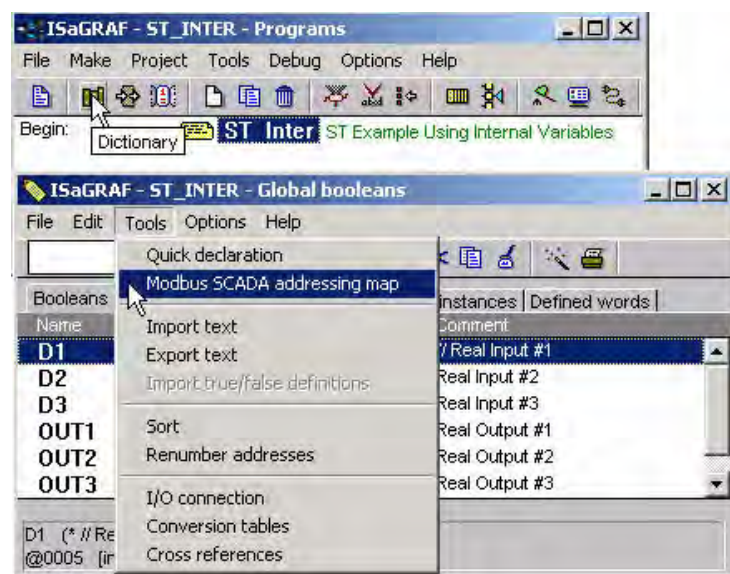 ISaGRAF - ST_INTER - Programs
File Make Project Tools Debug Options Help
Begin: ST_Inter ST Example Using Internal Variables
Dictionary
ISaGRAF - ST_INTER - Global booleans
File Edit Tools Options Help
Quick declaration
Modbus SCADA addressing map
Booleans instances Defined words
Name Comment
Import text
D1 // Real Input #1
Export text
D2 Real Input #2
Import true/false definitions
D3 Real Input #3
Sort
OUT1 Real Output #1
Renumber addresses
OUT2 Real Output #2
OUT3 Real Output #3
I/O connection
Conversion tables
Cross references
D1 (* // Re
@0005 [in